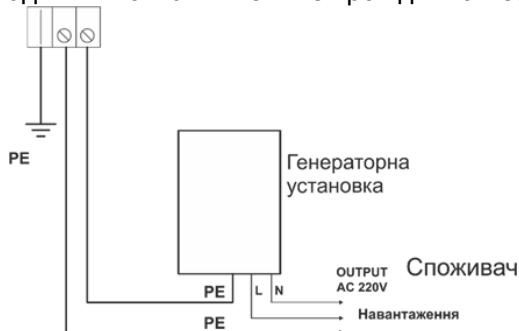 PE
Генераторна
установка
PE
L
N
OUTPUT
AC 220V
Споживач
Навантаження
PE